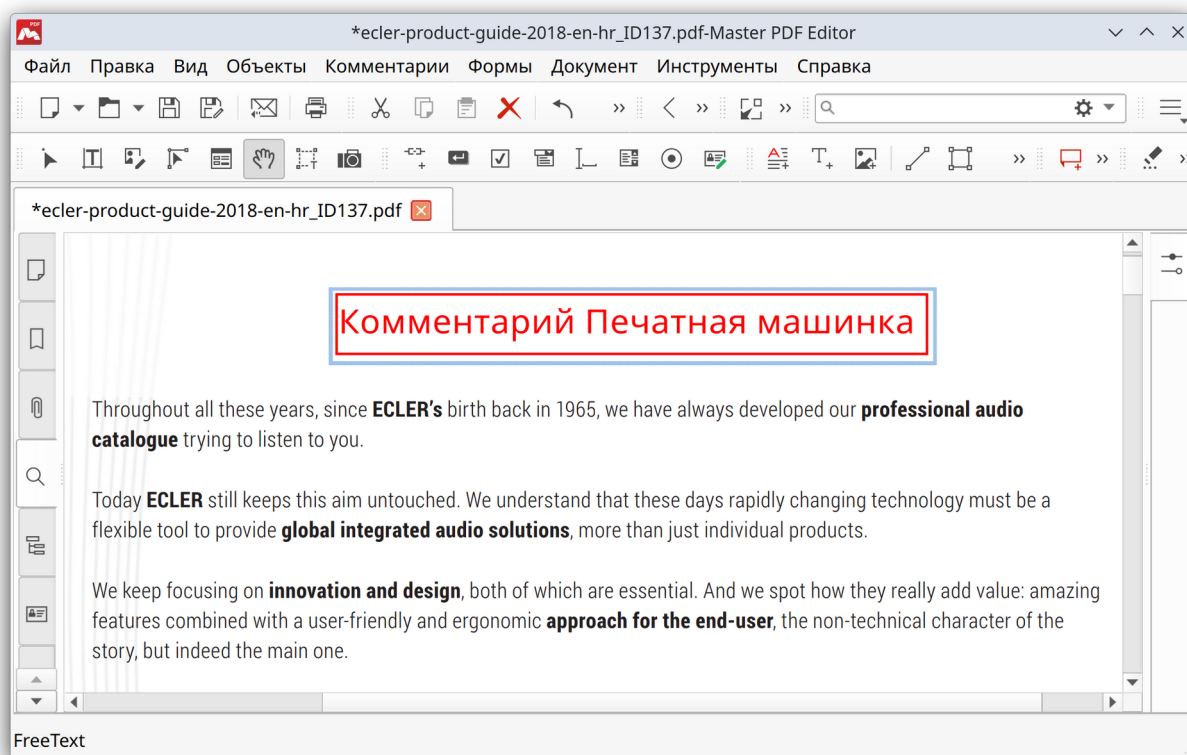 PDF
*ecler-product-guide-2018-en-hr_ID137.pdf-Master PDF Editor
Файл Правка Вид Объекты Комментарии Формы Документ Инструменты Справка
*ecler-product-guide-2018-en-hr_ID137.pdf
Комментарий Печатная машинка
Throughout all these years, since ECLER’s birth back in 1965, we have always developed our professional audio
catalogue trying to listen to you.
Today ECLER still keeps this aim untouched. We understand that these days rapidly changing technology must be a
flexible tool to provide global integrated audio solutions, more than just individual products.
We keep focusing on innovation and design, both of which are essential. And we spot how they really add value: amazing
features combined with a user-friendly and ergonomic approach for the end-user, the non-technical character of the
story, but indeed the main one.
FreeText